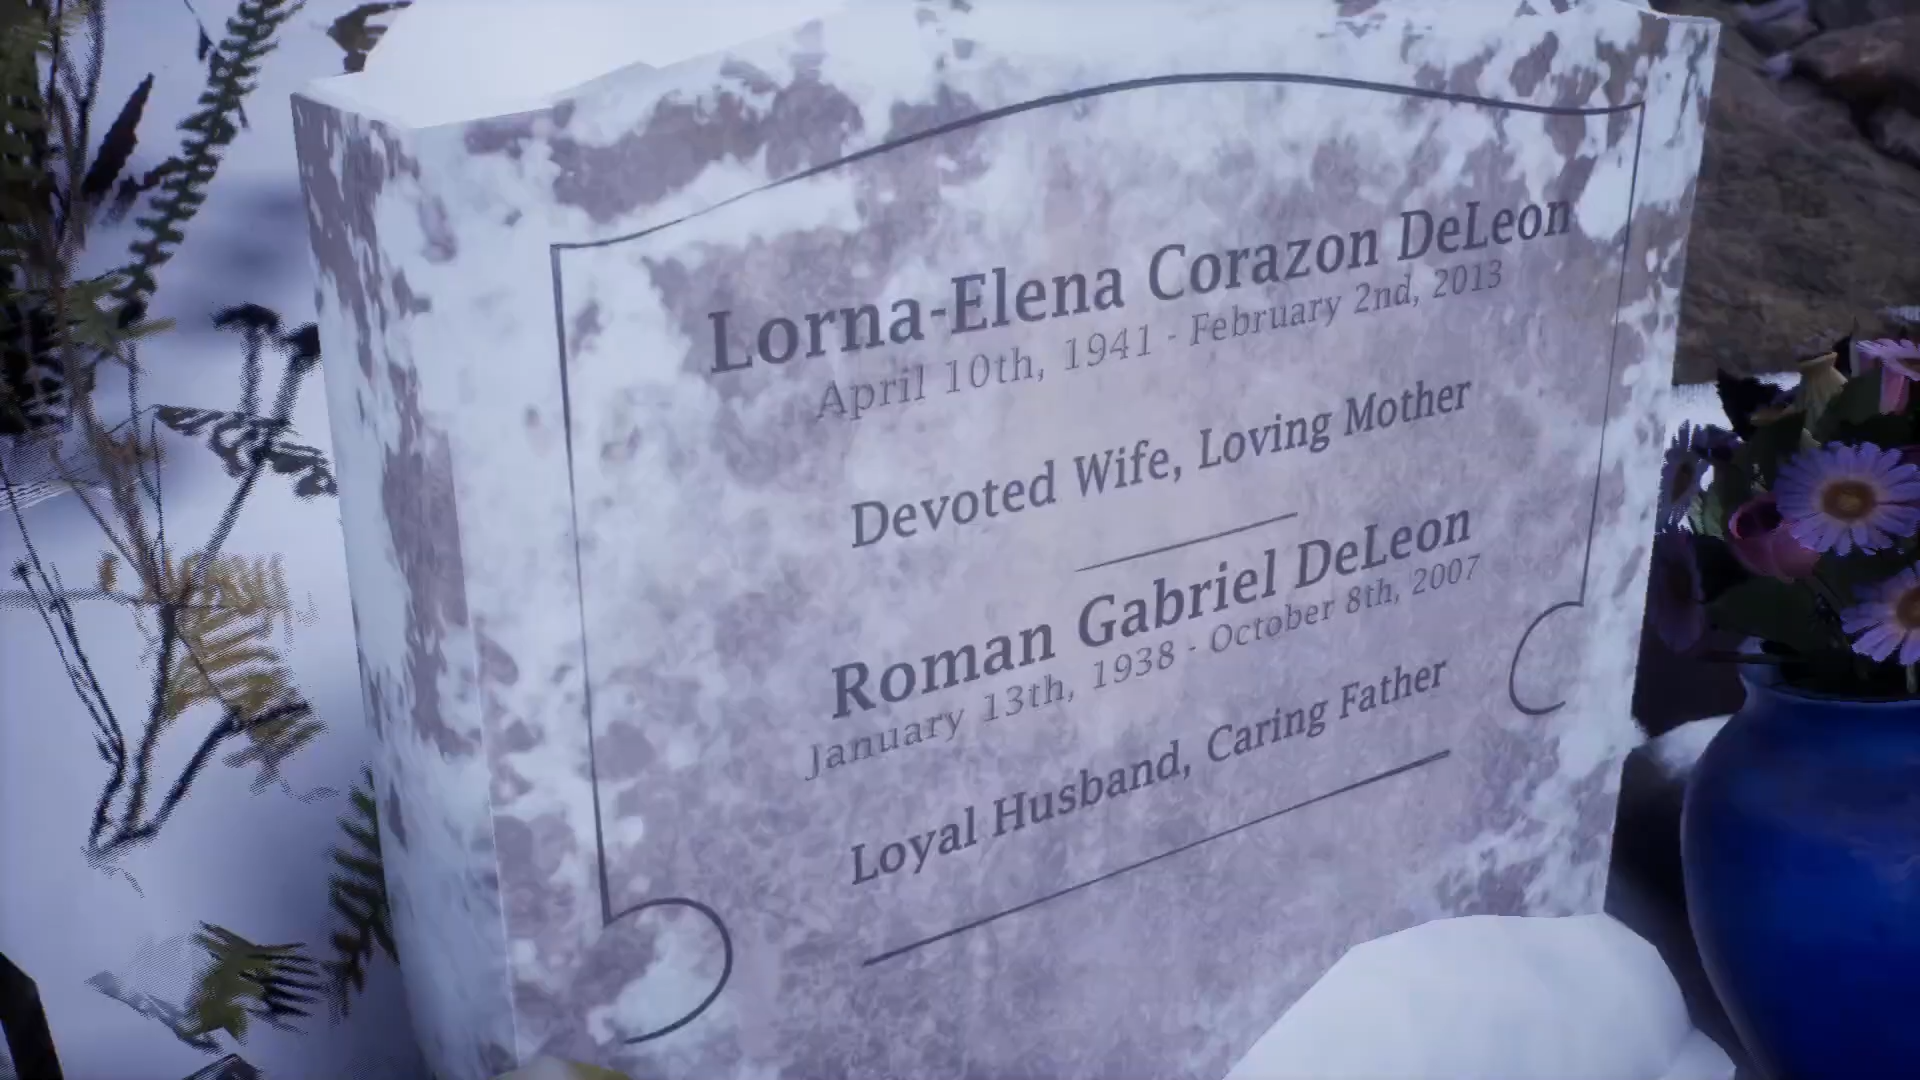 Lorna-Elena Corazon DeLeon
April 10th, 1941 - February 2nd, 2013
Devoted Wife, Loving Mother
Roman Gabriel DeLeon
January 13th, 1938 - October 8th, 2007
Loyal Husband, Caring Father